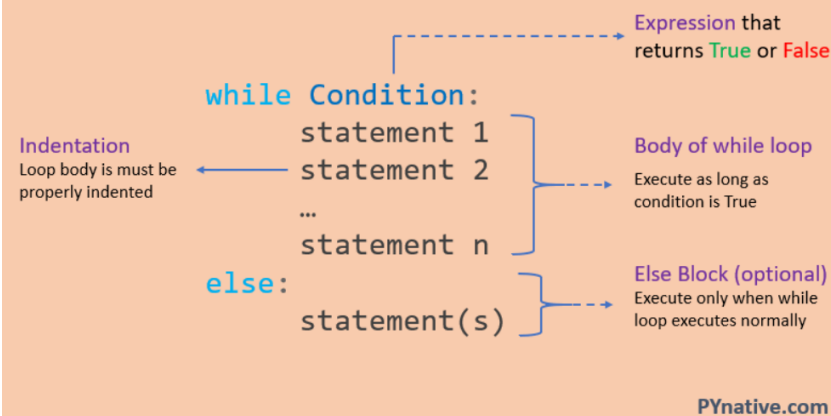 Expression that
returns True or False
while Condition:
statement 1
Indentation
Loop body is must be
properly indented
statement 2
…
statement n
Body of while loop
Execute as long as
condition is True
else:
statement(s)
Else Block (optional)
Execute only when while
loop executes normally
PYnative.com